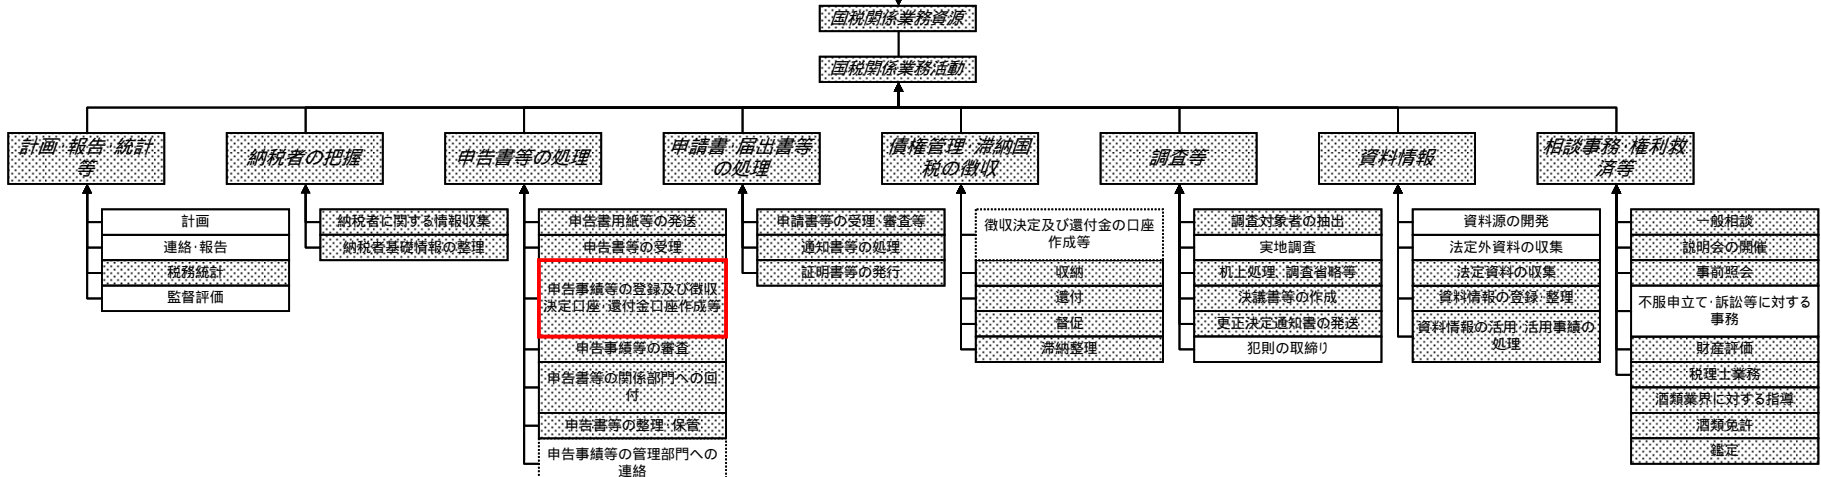 国税関係業務資源
国税関係業務活動
計画・報告・統計
等
納税者の把握
申告書等の処理
申請書・届出書等
の処理
債権管理・滞納国
税の徴収
調査等
資料情報
相談事務・権利救
済等
計画
連絡・報告
税務統計
監督評価
納税者に関する情報収集
納税者基礎情報の整理
申告書用紙等の発送
申告書等の受理
申告事績等の登録及び徴収
決定口座・還付金口座作成等
申告事績等の審査
申告書等の関係部門への回
付
申告書等の整理・保管
申告事績等の管理部門への
連絡
申請書等の受理・審査等
通知書等の処理
証明書等の発行
徴収決定及び還付金の口座
作成等
収納
還付
督促
滞納整理
調査対象者の抽出
実地調査
机上処理、調査省略等
決議書等の作成
更正決定通知書の発送
犯則の取締り
資料源の開発
法定外資料の収集
法定資料の収集
資料情報の登録・整理
資料情報の活用・活用事績の
処理
一般相談
説明会の開催
事前照会
不服申立て・訴訟等に対する
事務
財産評価
税理士業務
酒類業界に対する指導
酒類免許
鑑定